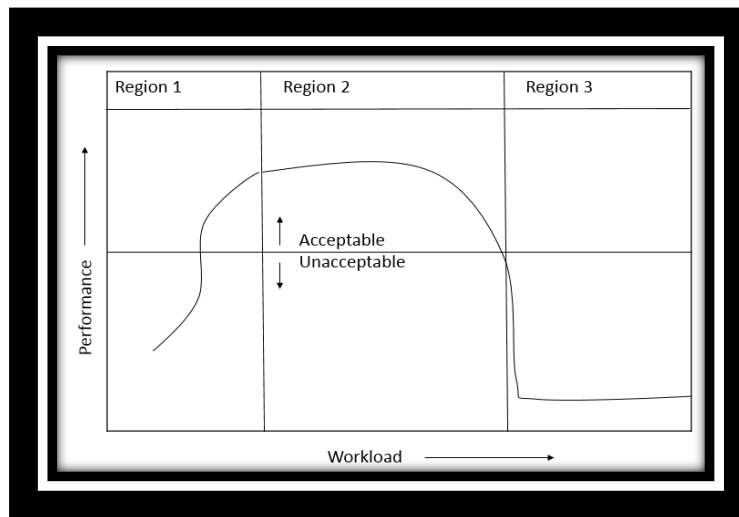 Region 1
Region 2
Region 3
Acceptable
Unacceptable
Performance
Workload